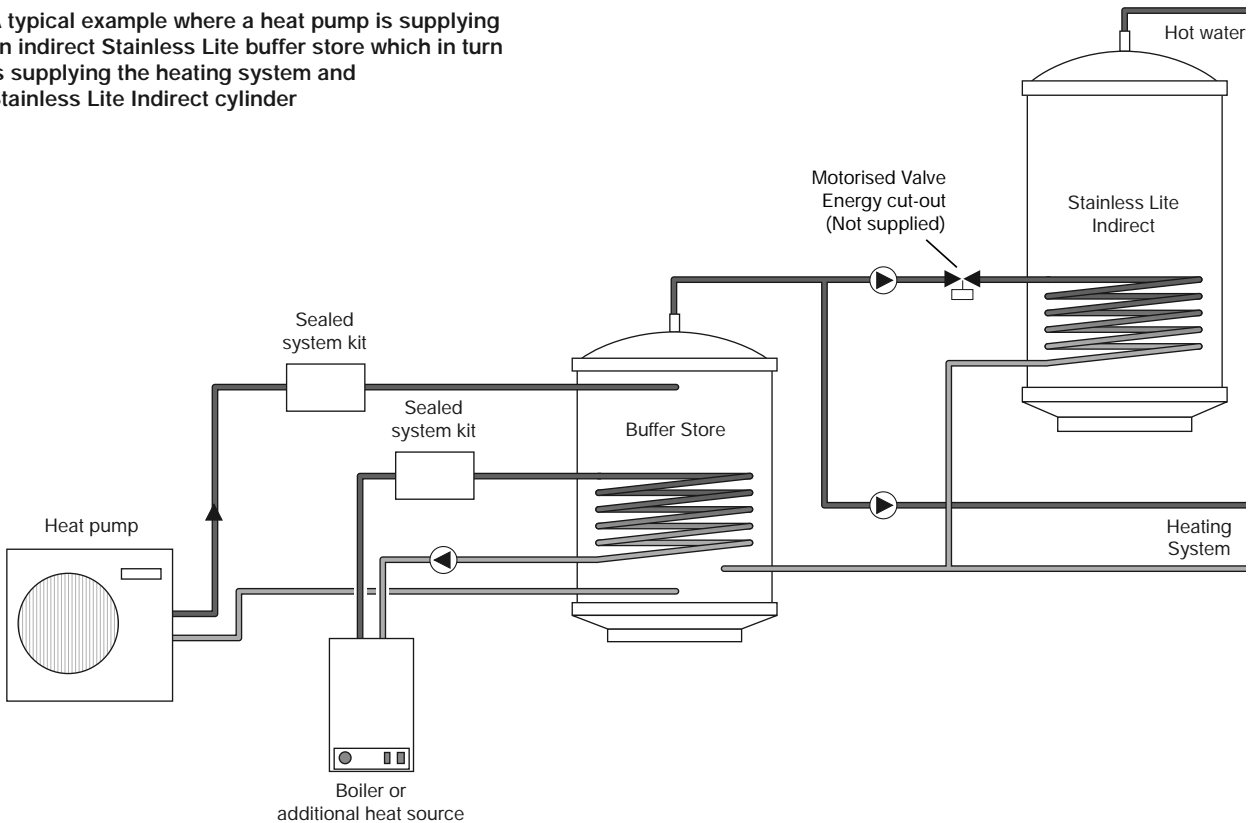 typical example where a heat pump is supplying
indirect Stainless Lite buffer store which in turn
supplying the heating system and
Stainless Lite Indirect cylinder
Hot water
Motorised Valve
Energy cut-out
(Not supplied)
Stainless Lite
Indirect
Sealed
system kit
Sealed
system kit
Buffer Store
Heat pump
Heating
System
Boiler or
additional heat source